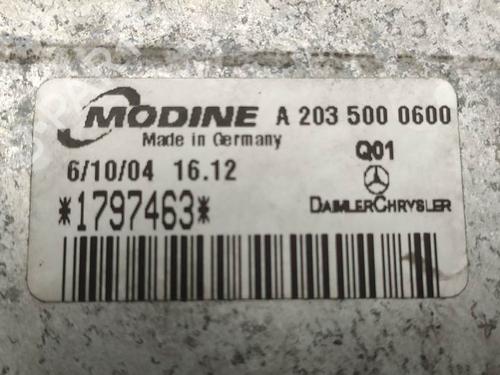 MODINE A 203 500 0600
Made in Germany
Q01
6/10/04 16.12
*1797463*
DAIMLERCHRYSLER